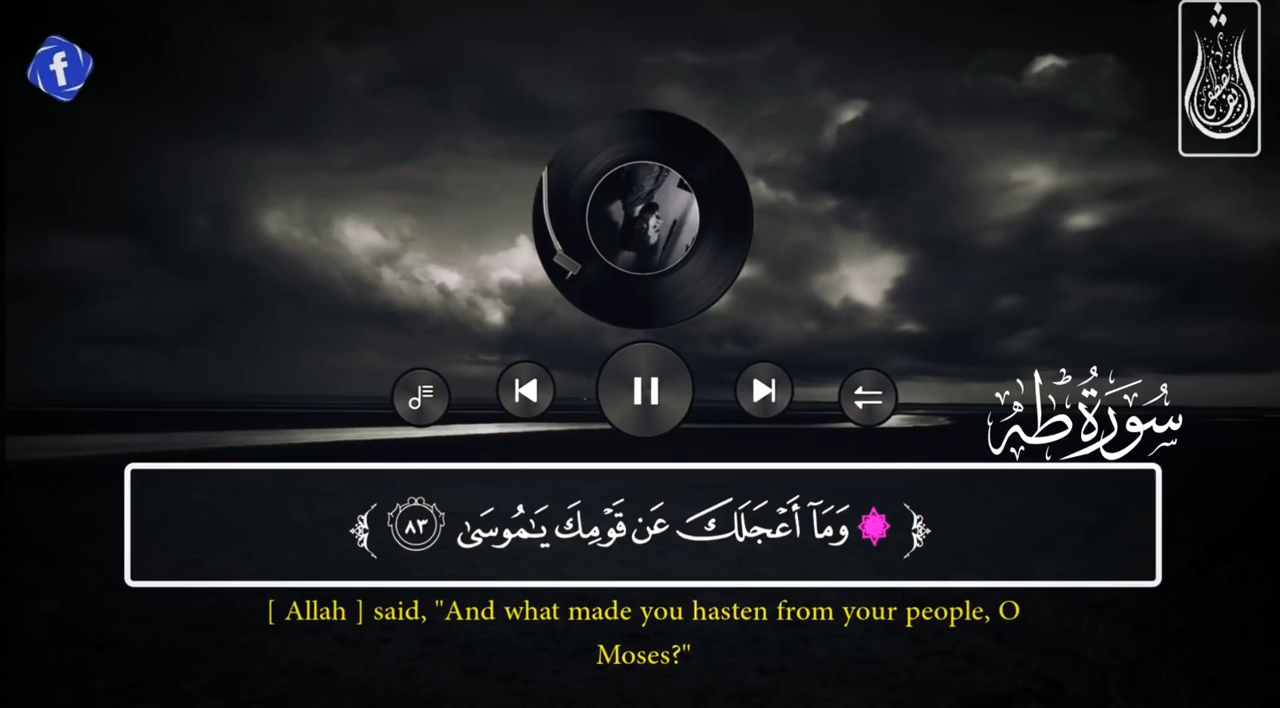 f
سُورَةُ طه
وَمَآ أَعْجَلَكَ عَن قَوْمِكَ يَـٰمُوسَىٰ ٨٣
[ Allah ] said, "And what made you hasten from your people, O
Moses?"